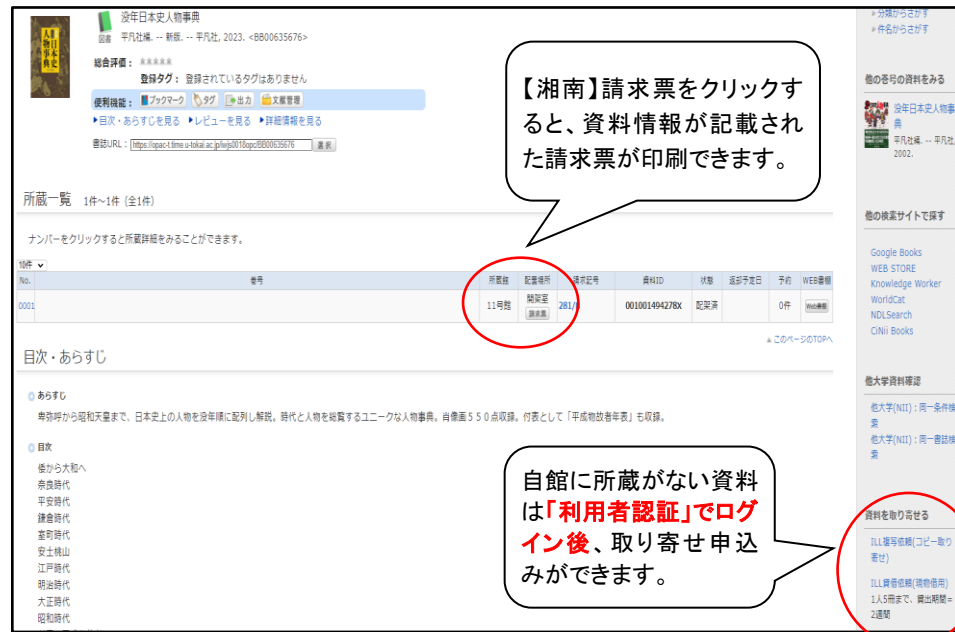 没年日本史人物事典
図書 平凡社編. -- 新版. -- 平凡社, 2023. <BB00635676>
総合評価：
登録タグ： 登録されているタグはありません
便利機能： ブックマーク タグ 出力 文献管理
目次・あらすじを見る レビューを見る 詳細情報を見る
書誌URL： https://opac-t.time.u-tokai.ac.jp/iwjs0018opc/BB00635676 選択
【湘南】請求票をクリックす
ると、資料情報が記載され
た請求票が印刷できます。
所蔵一覧 1件～1件（全1件）
ナンバーをクリックすると所蔵詳細をみることができます。
10件
No. 巻号 所蔵館 配置場所 請求記号 資料ID 状態 返却予定日 予約 WEB書棚
0001 11号館 開架室 請求票 281/ 001001494278X 配架済 0件 Web書棚
このページのTOPへ
目次・あらすじ
あらすじ
卑弥呼から昭和天皇まで、日本史上の人物を没年順に配列し解説。時代と人物を総覧するユニークな人物事典。肖像画５５０点収録。付表として「平成物故者年表」も収録。
目次
倭から大和へ
奈良時代
平安時代
鎌倉時代
室町時代
安土桃山
江戸時代
明治時代
大正時代
昭和時代
自館に所蔵がない資料
は「利用者認証」でログ
イン後、取り寄せ申込
みができます。
» 分類からさがす
» 件名からさがす
他の巻号の資料をみる
没年日本史人物事
典
平凡社編. -- 平凡社,
2002.
他の検索サイトで探す
Google Books
WEB STORE
Knowledge Worker
WorldCat
NDLSearch
CiNii Books
他大学資料確認
他大学(NII)：同一条件検
索
他大学(NII)：同一書誌検
索
資料を取り寄せる
ILL複写依頼(コピー取り
寄せ)
ILL貸借依頼(現物借用)
1人5冊まで、貸出期間＝
2週間